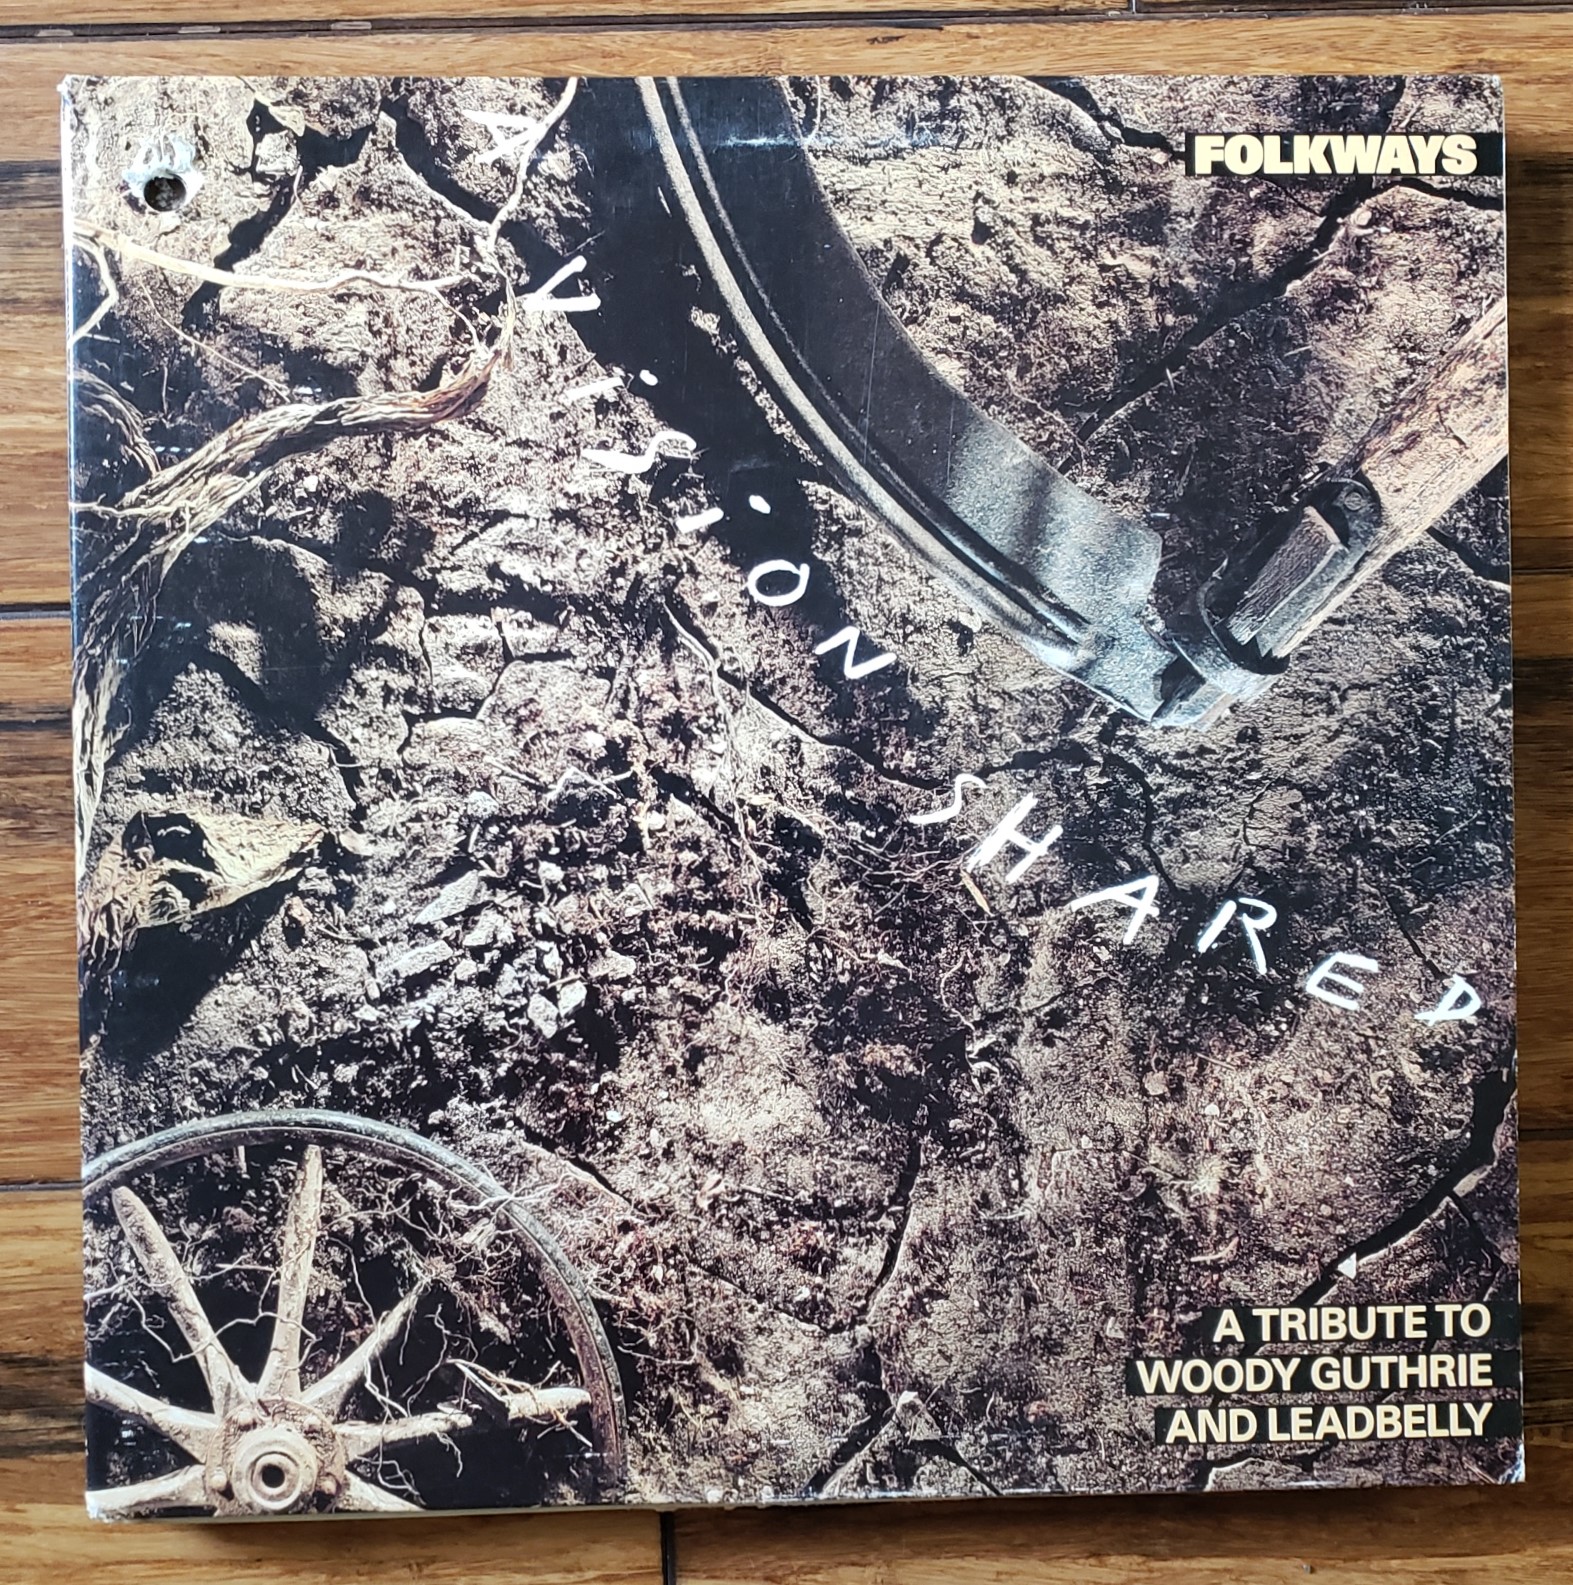 FOLKWAYS
A VISION SHARED
A TRIBUTE TO
WOODY GUTHRIE
AND LEADBELLY